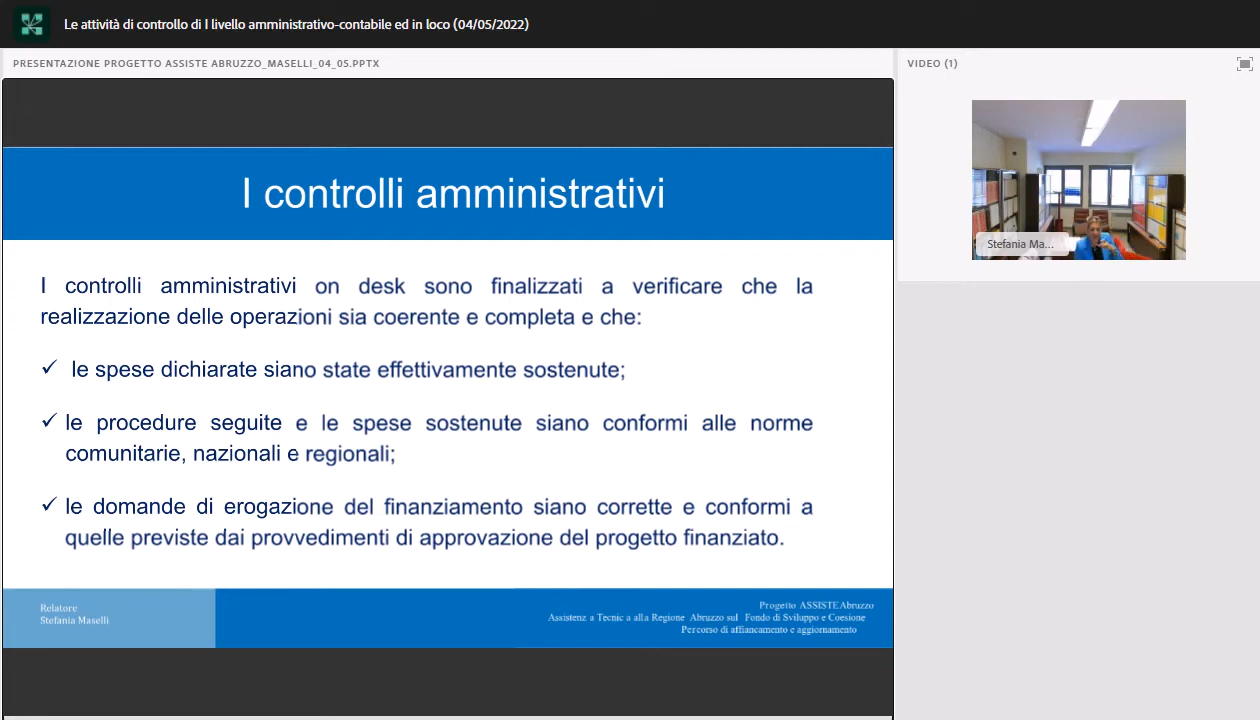 Le attività di controllo di I livello amministrativo-contabile ed in loco (04/05/2022)
PRESENTAZIONE PROGETTO ASSISTE ABRUZZO_MASELLI_04_05.PPTX
VIDEO (1)
I controlli amministrativi
I controlli amministrativi on desk sono finalizzati a verificare che la
realizzazione delle operazioni sia coerente e completa e che:
✓ le spese dichiarate siano state effettivamente sostenute;
✓ le procedure seguite e le spese sostenute siano conformi alle norme
comunitarie, nazionali e regionali;
✓ le domande di erogazione del finanziamento siano corrette e conformi a
quelle previste dai provvedimenti di approvazione del progetto finanziato.
Stefania Ma...
Relatore
Stefania Maselli
Progetto ASSISTEAbruzzo
Assistenz a Tecnic a alla Regione Abruzzo sul Fondo di Sviluppo e Coesione
Percorso di affiancamento e aggiornamento